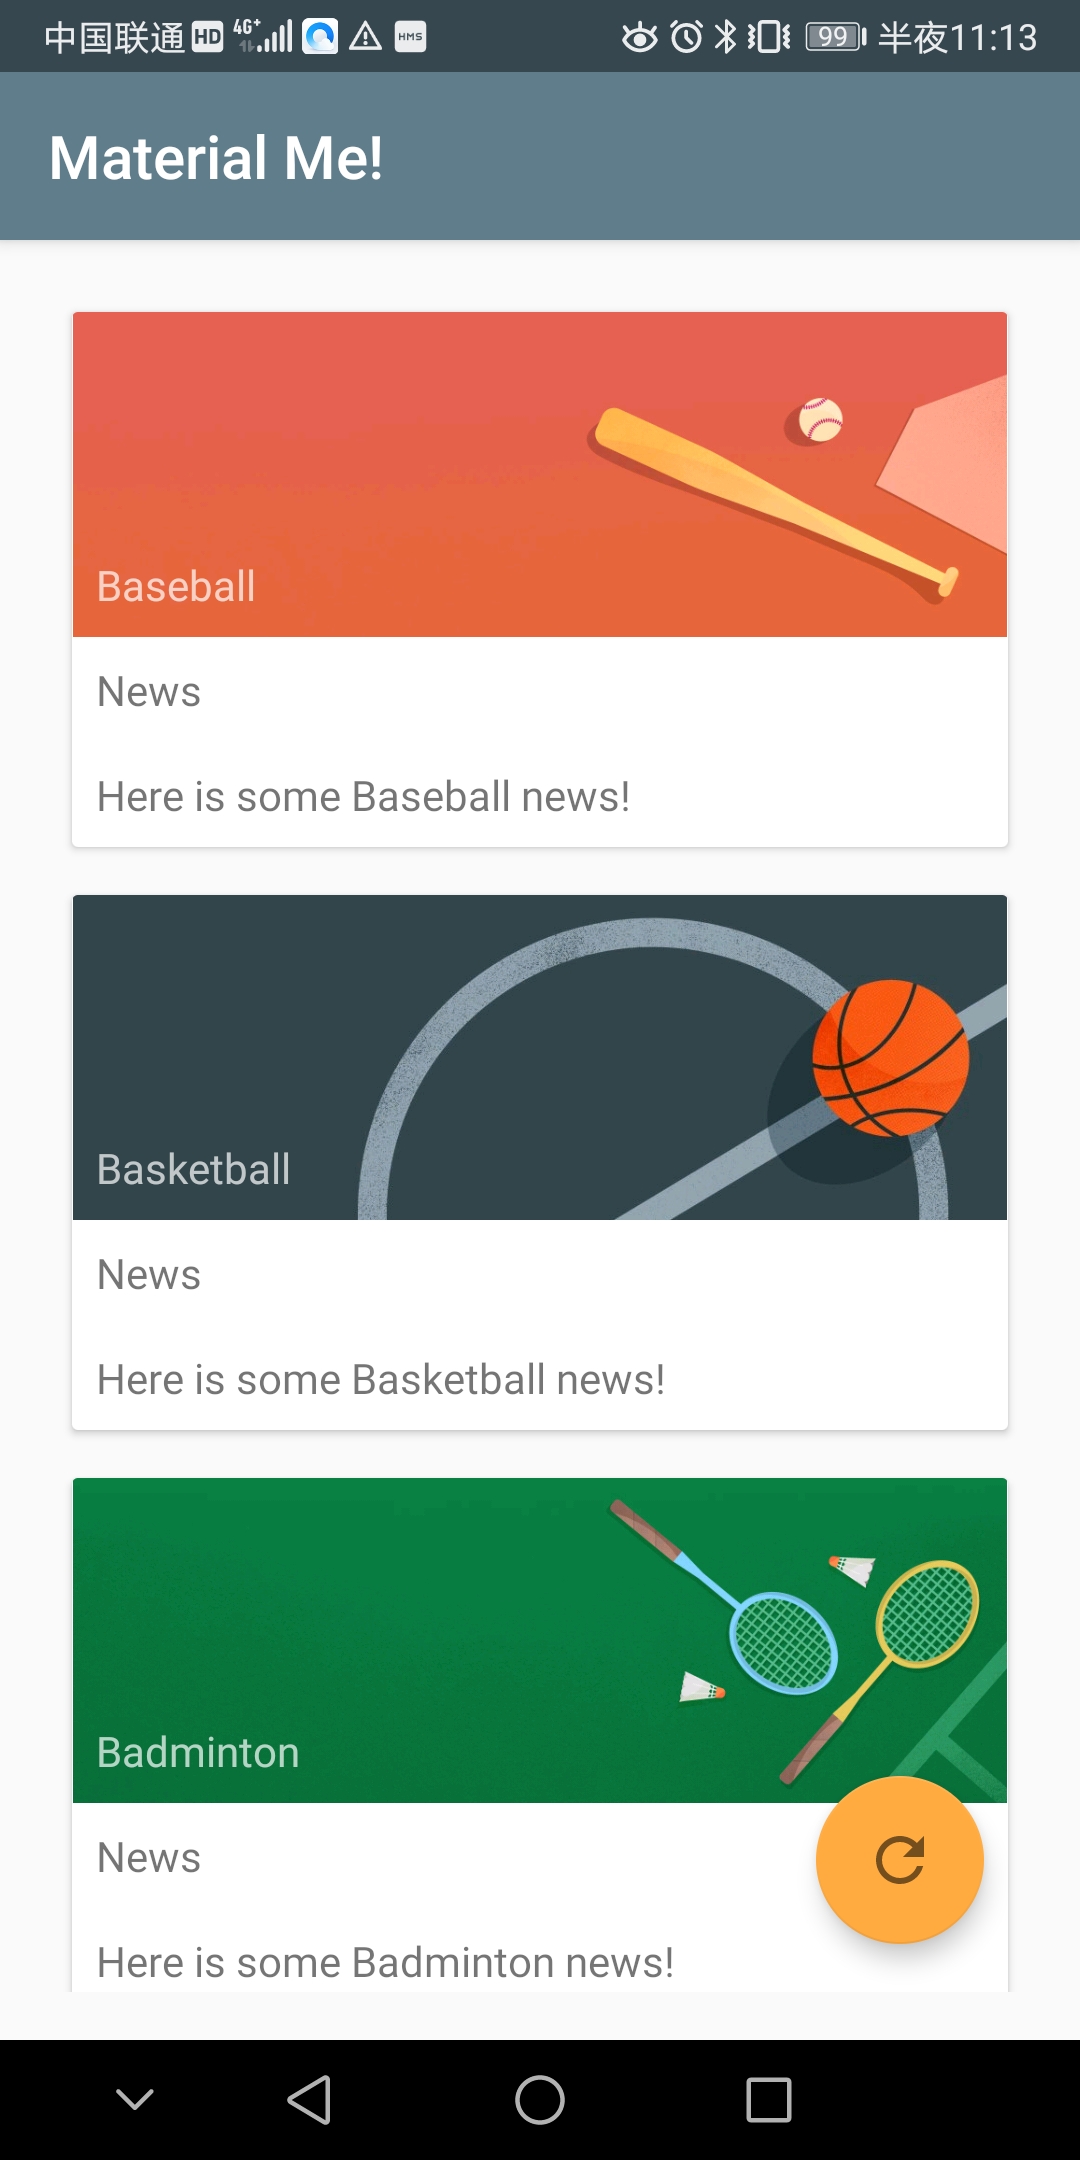 中国联通 HD 4G+ HMS 99 半夜11:13
Material Me!
Baseball
News
Here is some Baseball news!
Basketball
News
Here is some Basketball news!
Badminton
News
Here is some Badminton news!